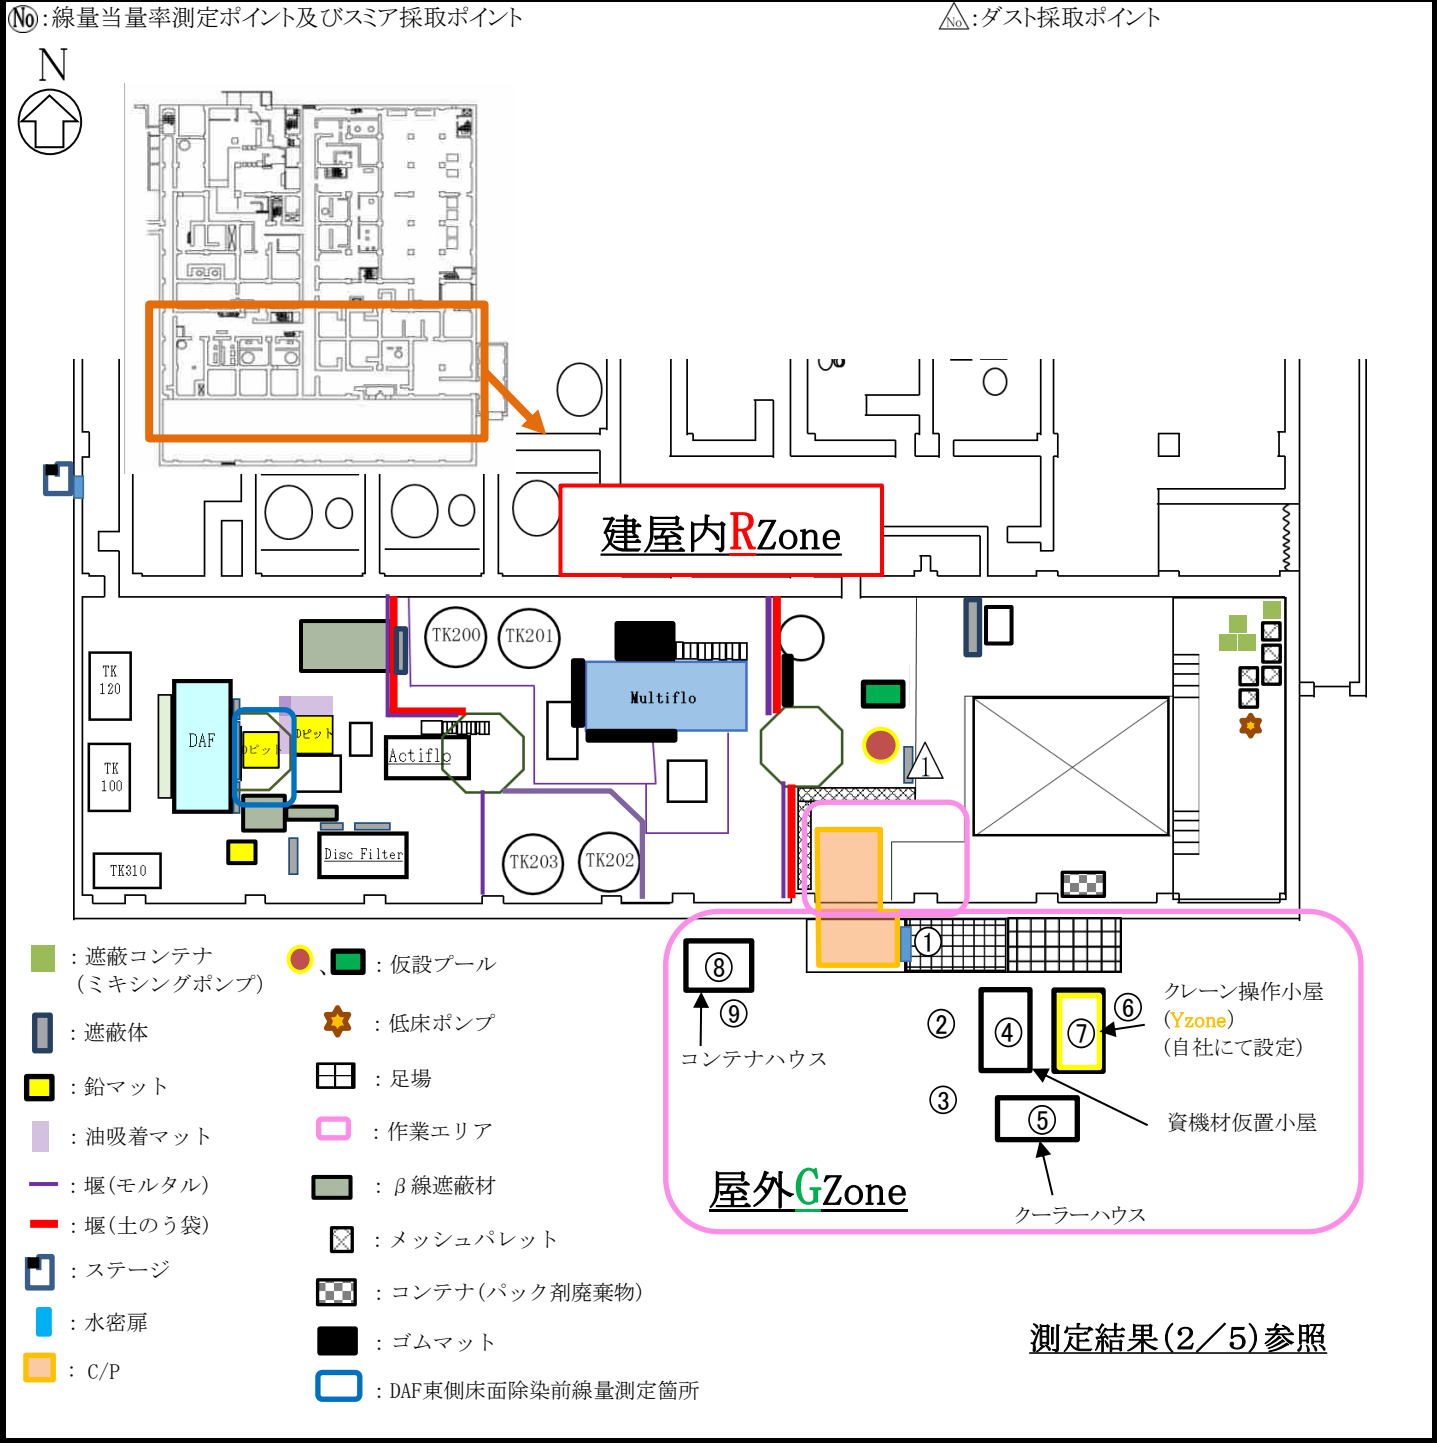 No:線量当量率測定ポイント及びスミア採取ポイント
No:ダスト採取ポイント
N
建屋内RZone
TK200
TK201
TK
120
Multiflo
DAF
Dピット
Dピット
Actiflo
TK
100
1
Disc Filter
TK203
TK202
TK310
①
⑧
⑨
コンテナハウス
②
④
⑦
⑥
クレーン操作小屋
(Yzone)
(自社にて設定)
③
⑤
資機材仮置小屋
クーラーハウス
屋外GZone
:遮蔽コンテナ
(ミキシングポンプ)
:遮蔽体
:鉛マット
:油吸着マット
:堰(モルタル)
:堰(土のう袋)
:ステージ
:水密扉
:C/P
、:仮設プール
:低床ポンプ
:足場
:作業エリア
:β線遮蔽材
:メッシュパレット
:コンテナ(パック剤廃棄物)
:ゴムマット
:DAF東側床面除染前線量測定箇所
測定結果(2／5)参照